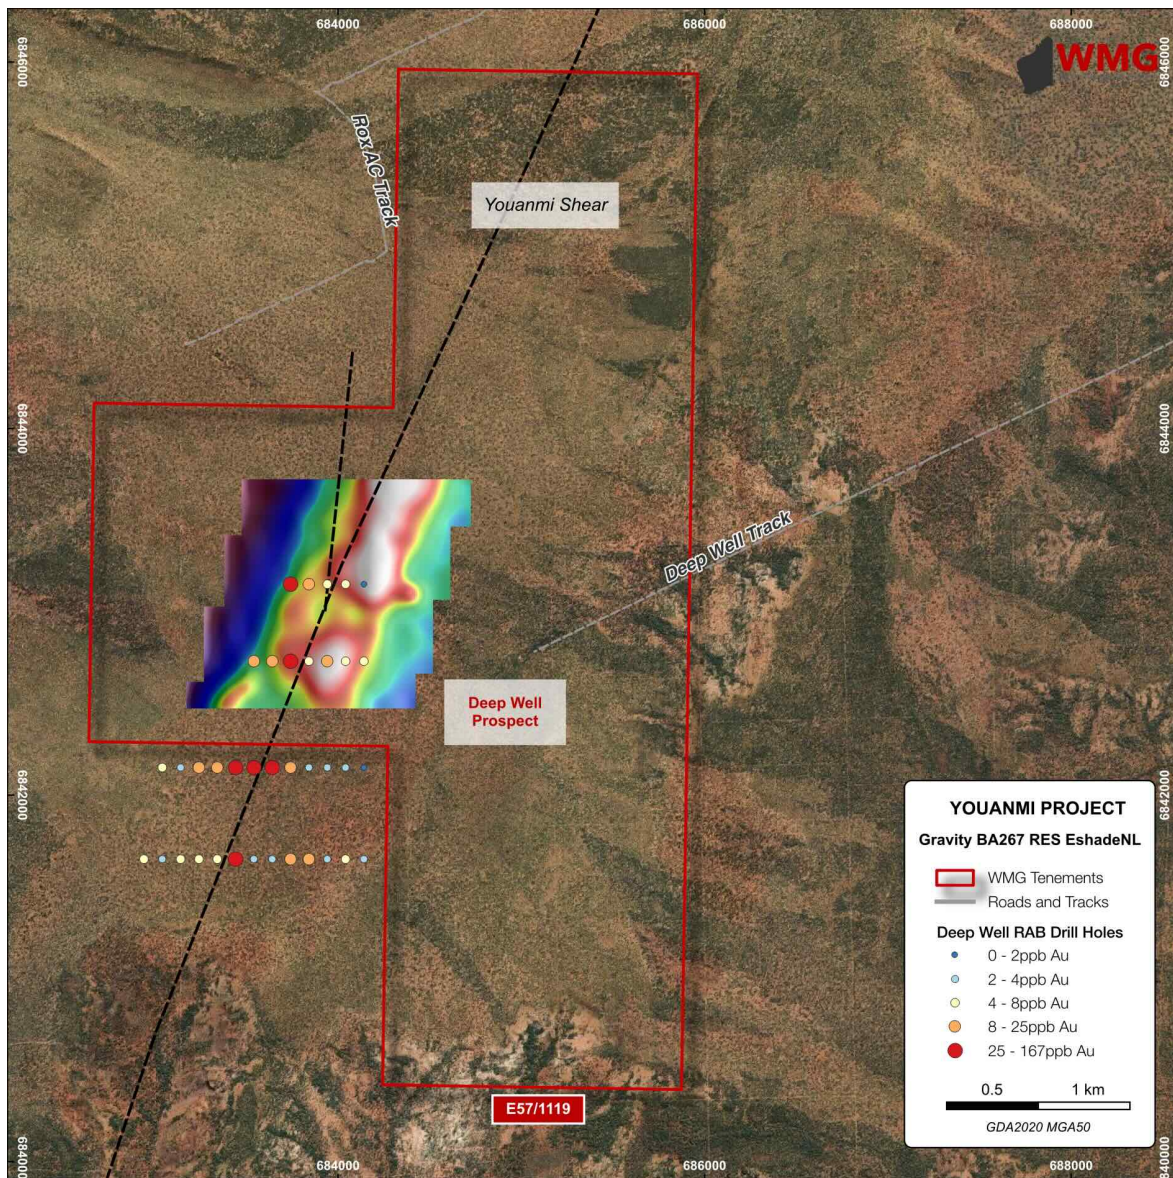 684000
686000
688000
6846000
6846000
WMG
Rox AC Track
Youanmi Shear
6844000
6844000
Deep Well Track
Deep Well
Prospect
6842000
6842000
YOUANMI PROJECT
Gravity BA267 RES EshadeNL
WMG Tenements
Roads and Tracks
Deep Well RAB Drill Holes
0 - 2ppb Au
2 - 4ppb Au
4 - 8ppb Au
8 - 25ppb Au
25 - 167ppb Au
0.5 1 km
GDA2020 MGA50
E57/1119
6840000
6840000
684000
686000
688000